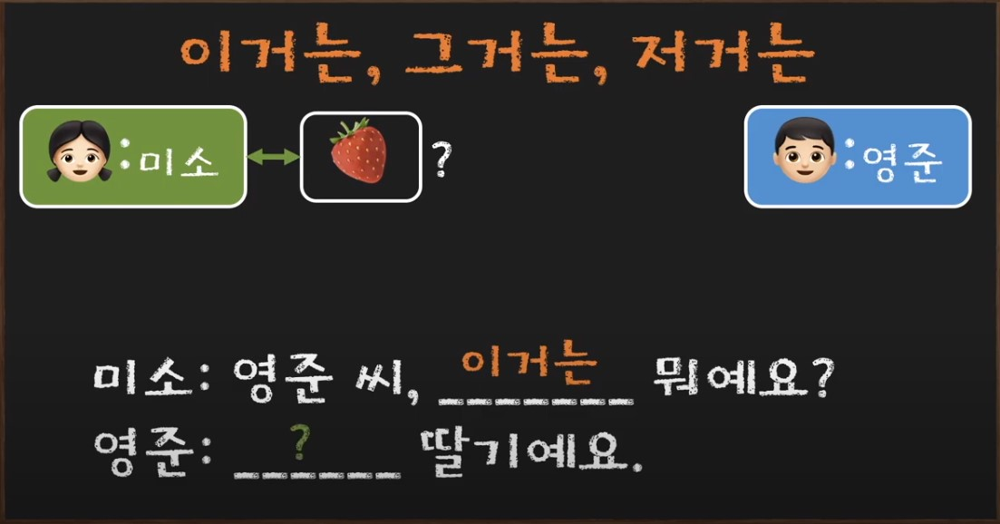 이거는, 그거는, 저거는
:미소
?
:영준
미소: 영준 씨, 이거는 뭐예요?
영준: ? 딸기예요.